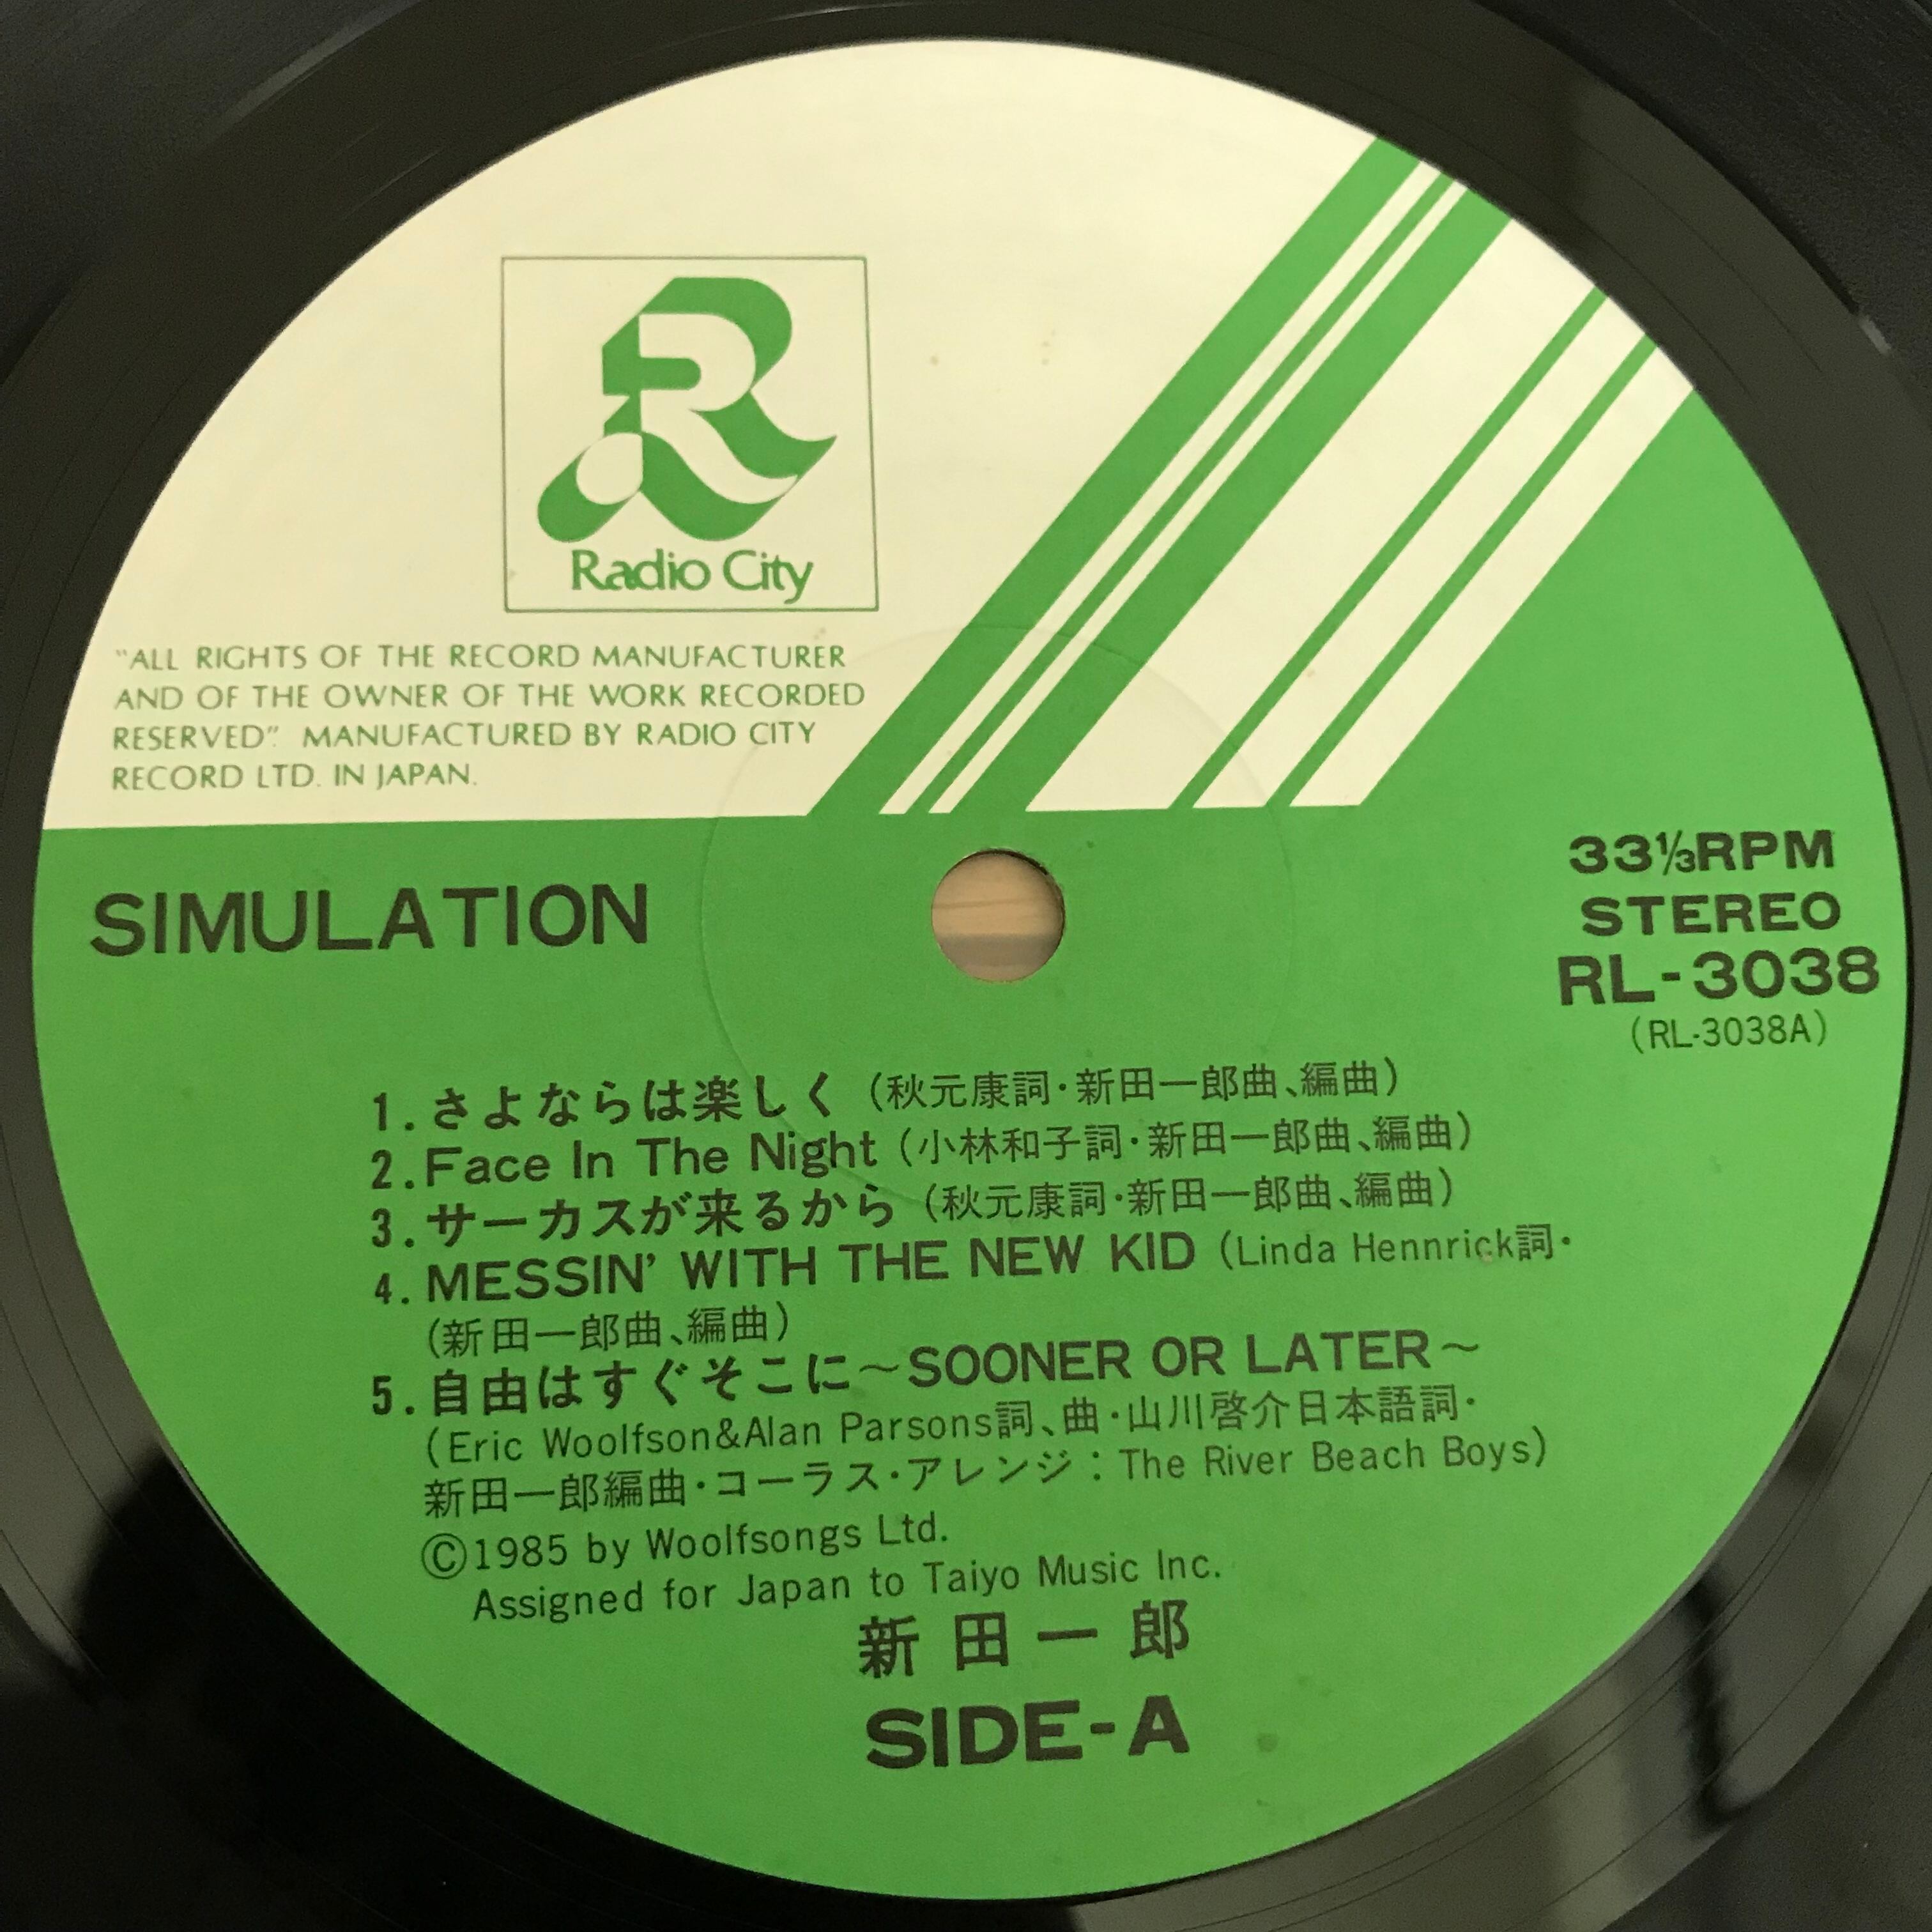 Radio City
"ALL RIGHTS OF THE RECORD MANUFACTURER
AND OF THE OWNER OF THE WORK RECORDED
RESERVED". MANUFACTURED BY RADIO CITY
RECORD LTD. IN JAPAN.
SIMULATION
33⅓RPM
STEREO
RL-3038
(RL-3038A)
1.さよならは楽しく(秋元康詞·新田一郎曲、編曲)
2.Face In The Night(小林和子詞·新田一郎曲、編曲)
3.サーカスが来るから(秋元康詞·新田一郎曲、編曲)
4.MESSIN' WITH THE NEW KID(Linda Hennrick詞·
(新田一郎曲、編曲)
5.自由はすぐそこに〜SOONER OR LATER〜
(Eric Woolfson&Alan Parsons詞、曲·山川啓介日本語詞·
新田一郎編曲·コーラス·アレンジ:The River Beach Boys)
©1985 by Woolfsongs Ltd.
Assigned for Japan to Taiyo Music Inc.
新田一郎
SIDE-A